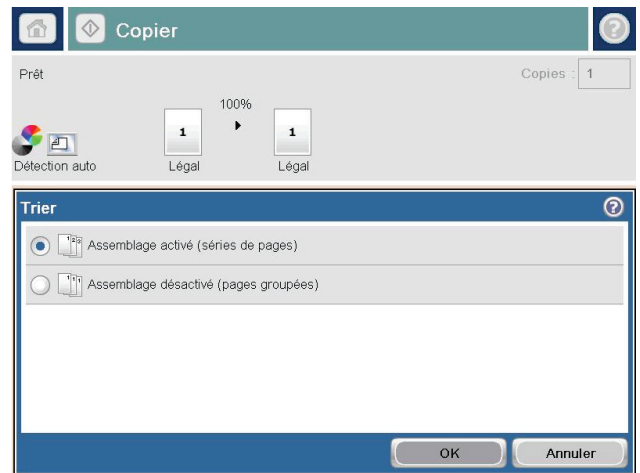 Copier
Prêt
Copies : 1
100%
1
1
Détection auto
Légal
Légal
Trier
Assemblage activé (séries de pages)
Assemblage désactivé (pages groupées)
OK
Annuler